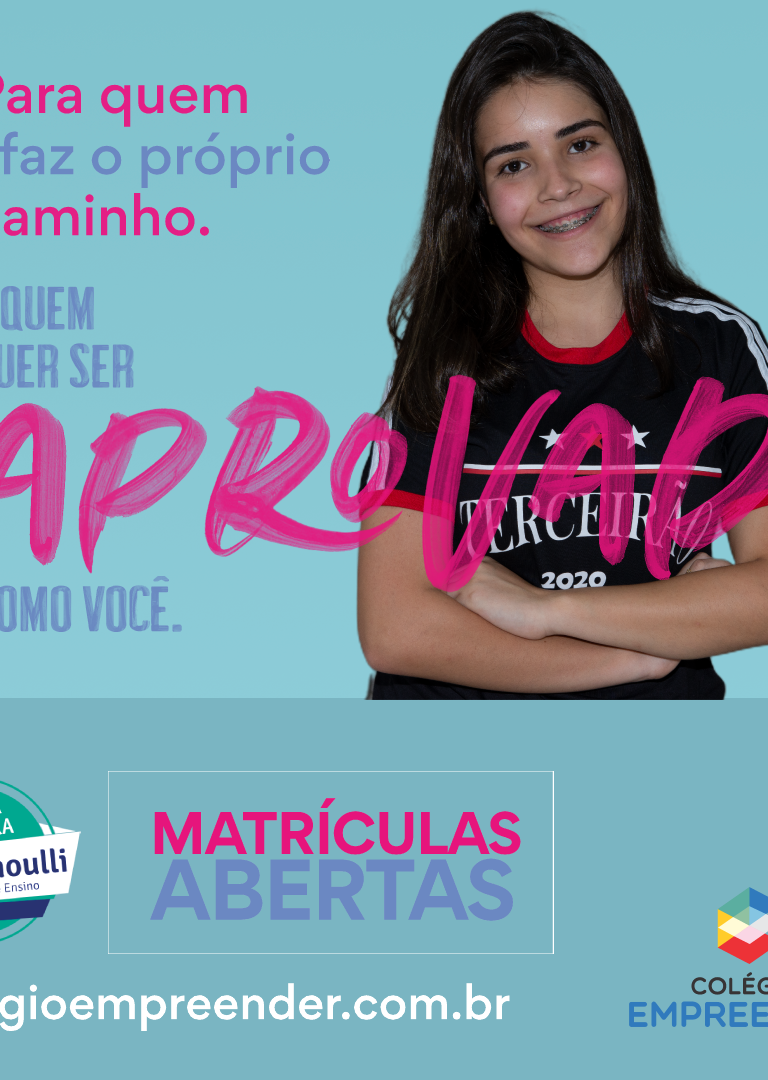 Para quem
faz o próprio
aminho.
QUEM
UER SER
APROVAD
OMO VOCÊ.
TERCEIRÃO
2020
noulli
e Ensino
MATRÍCULAS
ABERTAS
gioempreender.com.br
COLÉG
EMPREE